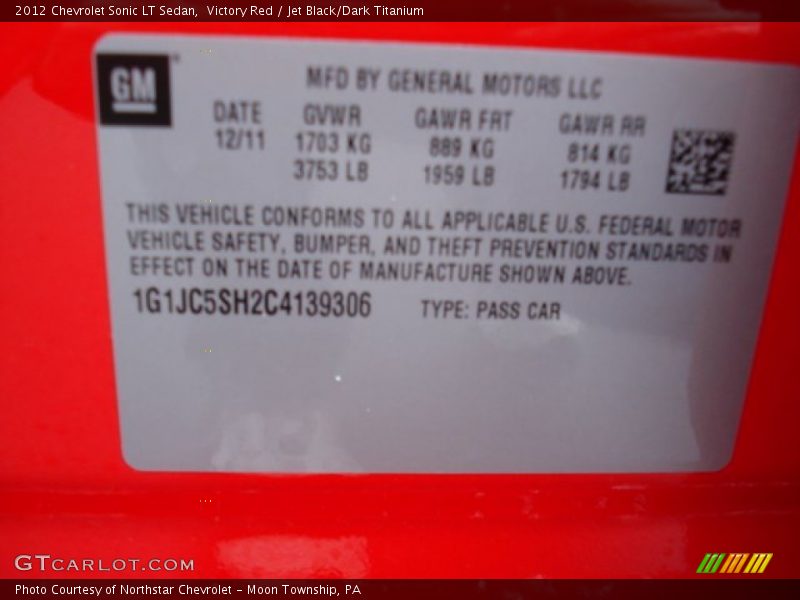 2012 Chevrolet Sonic LT Sedan,  Victory Red / Jet Black/Dark Titanium
GM
MFD BY GENERAL MOTORS LLC
DATE GVWR GAWR FRT GAWR RR
12/11 1703 KG 889 KG 814 KG
3753 LB 1959 LB 1794 LB
THIS VEHICLE CONFORMS TO ALL APPLICABLE U.S. FEDERAL MOTOR
VEHICLE SAFETY, BUMPER, AND THEFT PREVENTION STANDARDS IN
EFFECT ON THE DATE OF MANUFACTURE SHOWN ABOVE.
1G1JC5SH2C4139306 TYPE: PASS CAR
GTCARLOT.COM
Photo Courtesy of Northstar Chevrolet - Moon Township, PA